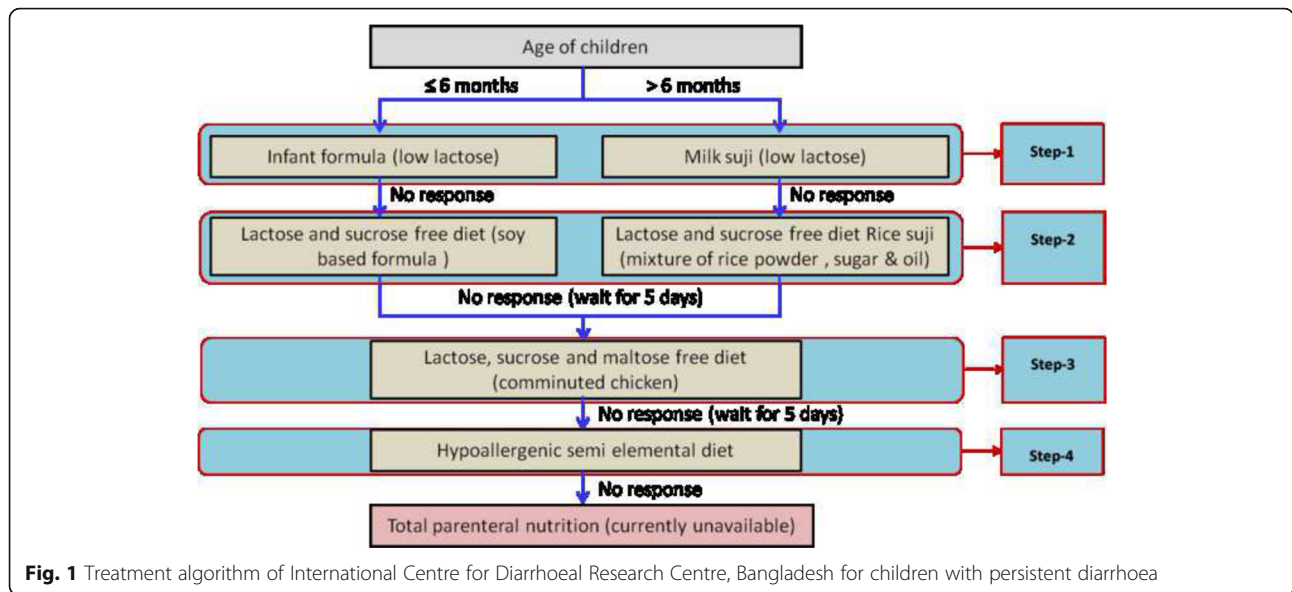 Age of children
≤ 6 months
> 6 months
Infant formula (low lactose)
Milk suji (low lactose)
Step-1
No response
No response
Lactose and sucrose free diet (soy
based formula )
Lactose and sucrose free diet Rice suji
(mixture of rice powder , sugar & oil)
Step-2
No response (wait for 5 days)
Lactose, sucrose and maltose free diet
(comminuted chicken)
Step-3
No response (wait for 5 days)
Hypoallergenic semi elemental diet
Step-4
No response
Total parenteral nutrition (currently unavailable)
Fig. 1 Treatment algorithm of International Centre for Diarrhoeal Research Centre, Bangladesh for children with persistent diarrhoea